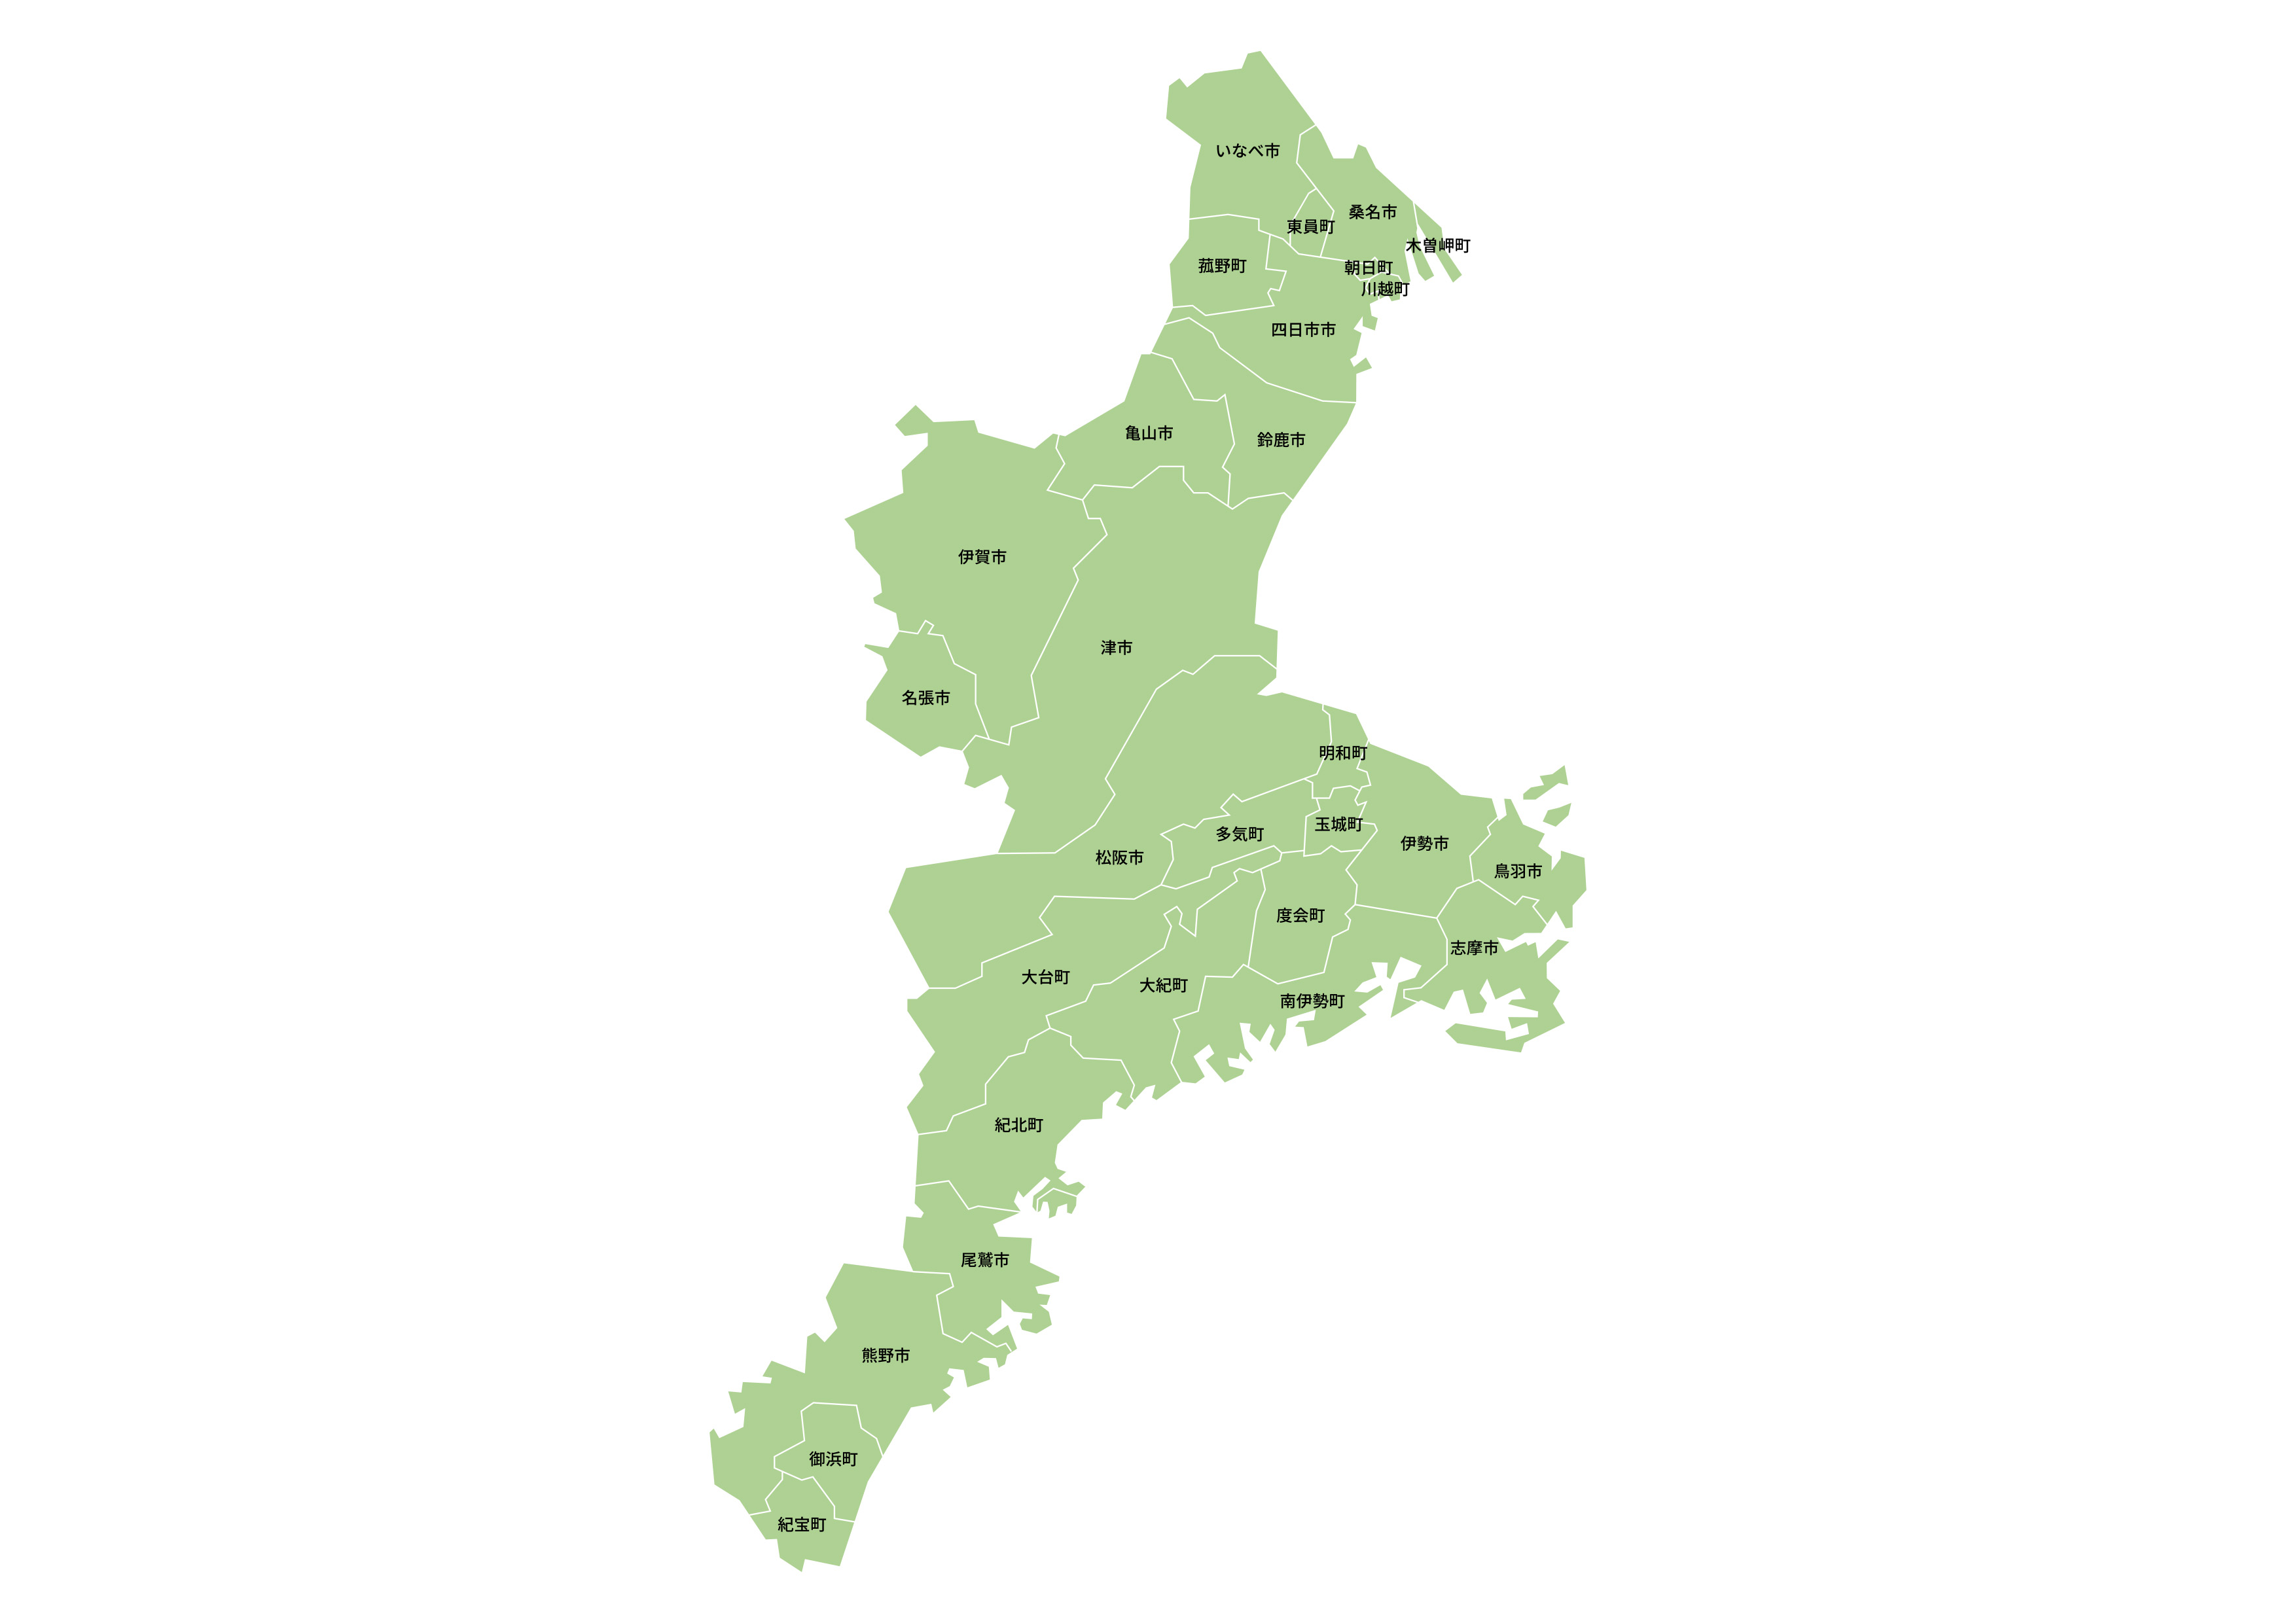 いなべ市
桑名市
東員町
木曽岬町
菰野町
朝日町
川越町
四日市市
亀山市
鈴鹿市
伊賀市
津市
名張市
明和町
玉城町
多気町
伊勢市
松阪市
鳥羽市
度会町
志摩市
大台町
大紀町
南伊勢町
紀北町
尾鷲市
熊野市
御浜町
紀宝町